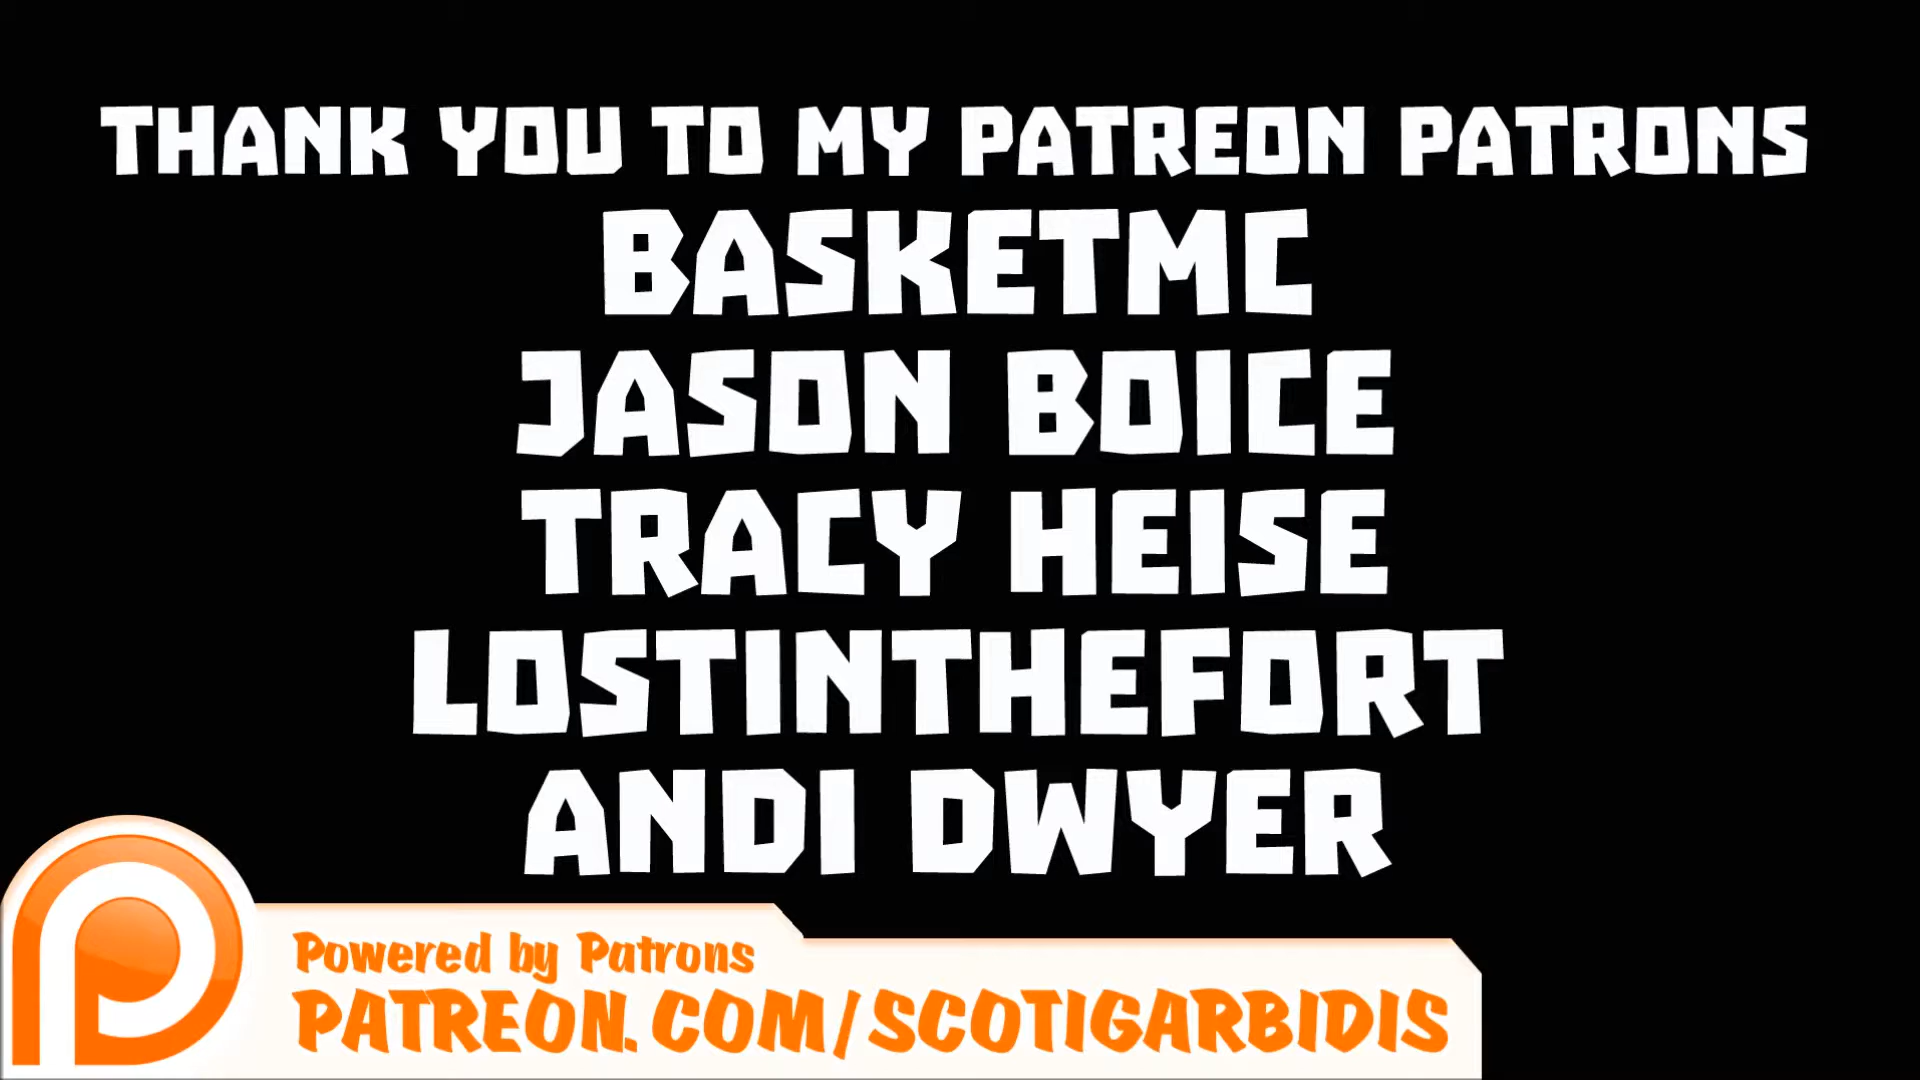 THANK YOU TO MY PATREON PATRONS
BASKETMC
JASON BOICE
TRACY HEISE
LOSTINTHEFORT
ANDI DWYER
Powered by Patrons
PATREON.COM/SCOTIGARBIDIS